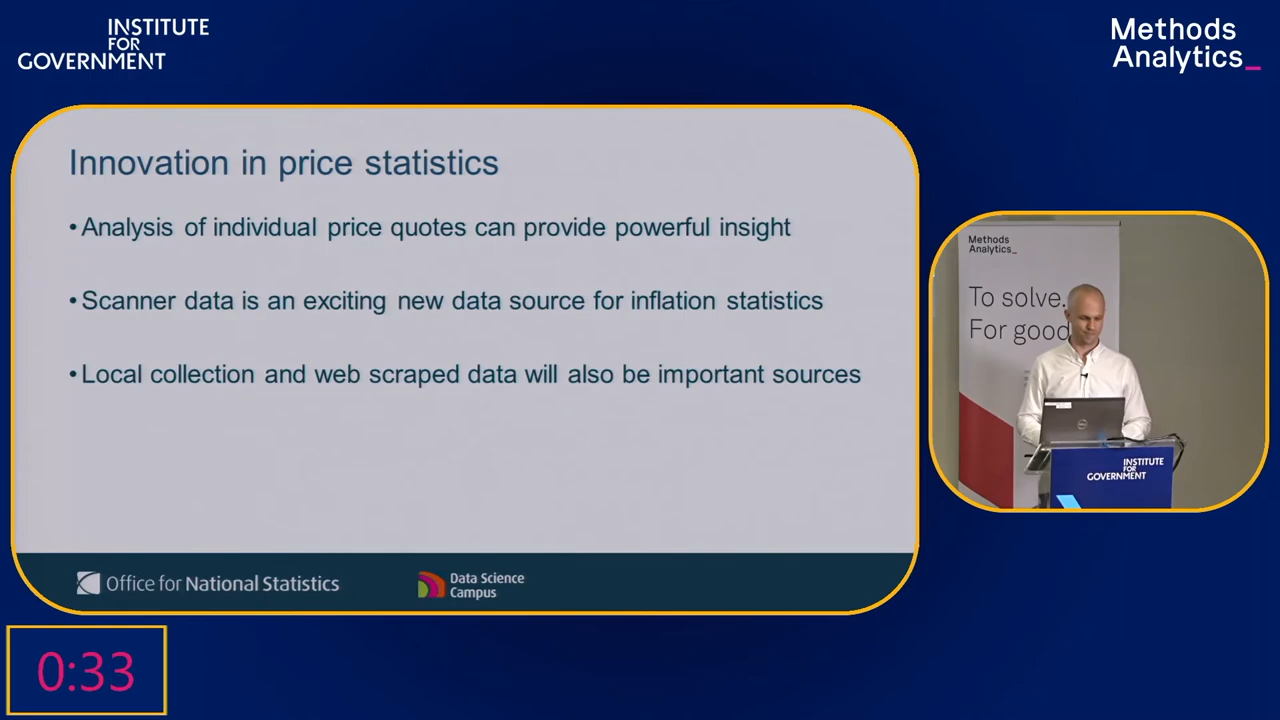 INSTITUTE
FOR
GOVERNMENT
Methods
Analytics_
Innovation in price statistics
• Analysis of individual price quotes can provide powerful insight
• Scanner data is an exciting new data source for inflation statistics
• Local collection and web scraped data will also be important sources
Office for National Statistics
Data Science
Campus
Methods
Analytics_
To solve.
For good
INSTITUTE
FOR
GOVERNMENT
0:33